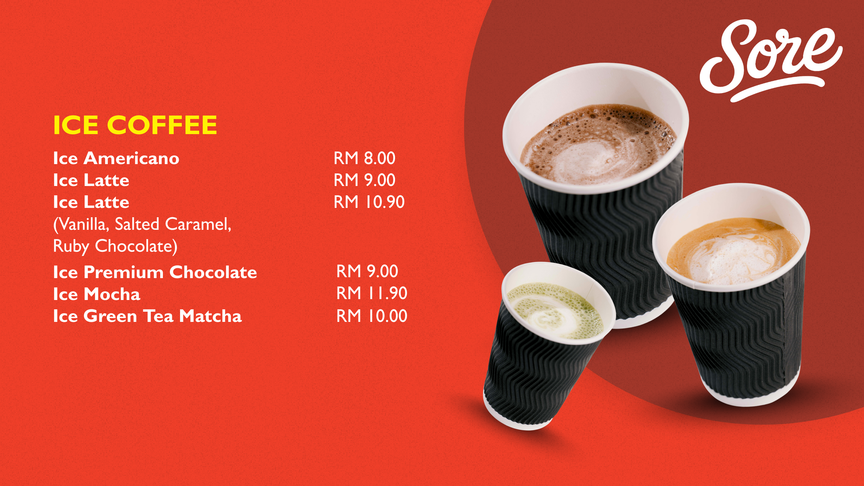 Sore
ICE COFFEE
Ice Americano RM 8.00
Ice Latte RM 9.00
Ice Latte RM 10.90
(Vanilla, Salted Caramel,
Ruby Chocolate)
Ice Premium Chocolate RM 9.00
Ice Mocha RM 11.90
Ice Green Tea Matcha RM 10.00